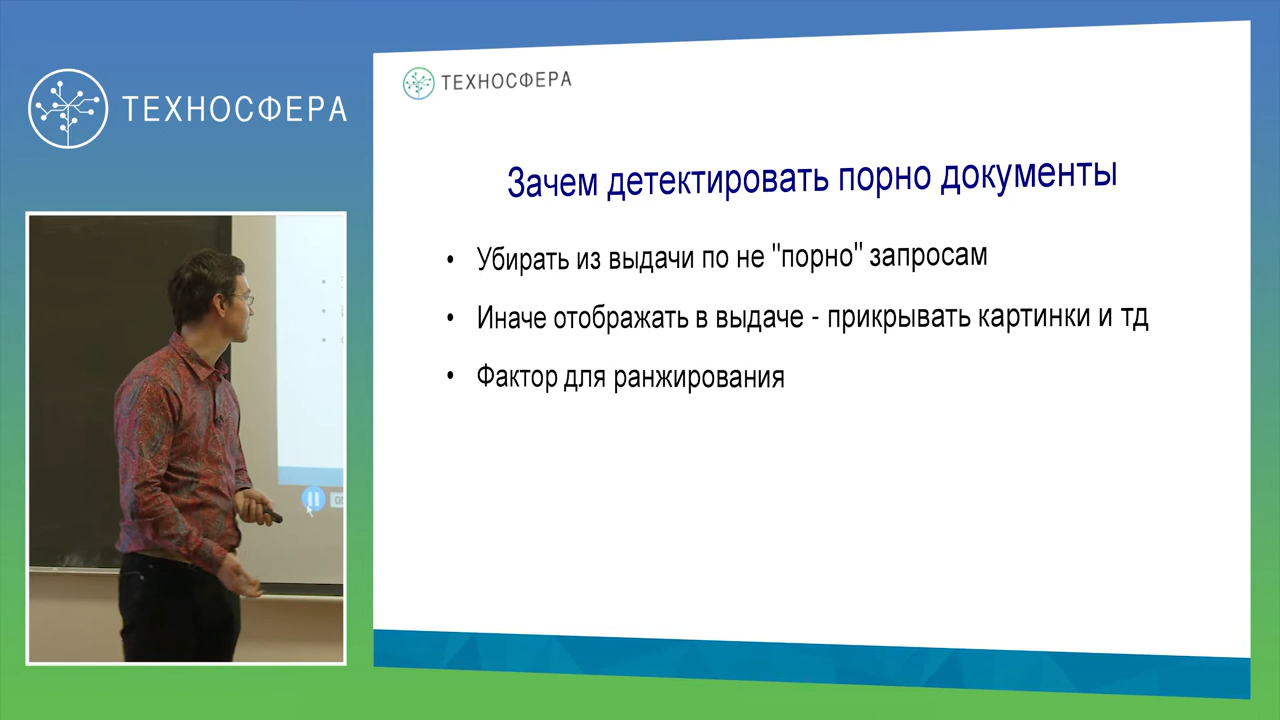 ТЕХНОСФЕРА
ТЕХНОСФЕРА
Зачем детектировать порно документы
• Убирать из выдачи по не "порно" запросам
• Иначе отображать в выдаче - прикрывать картинки и тд
• Фактор для ранжирования